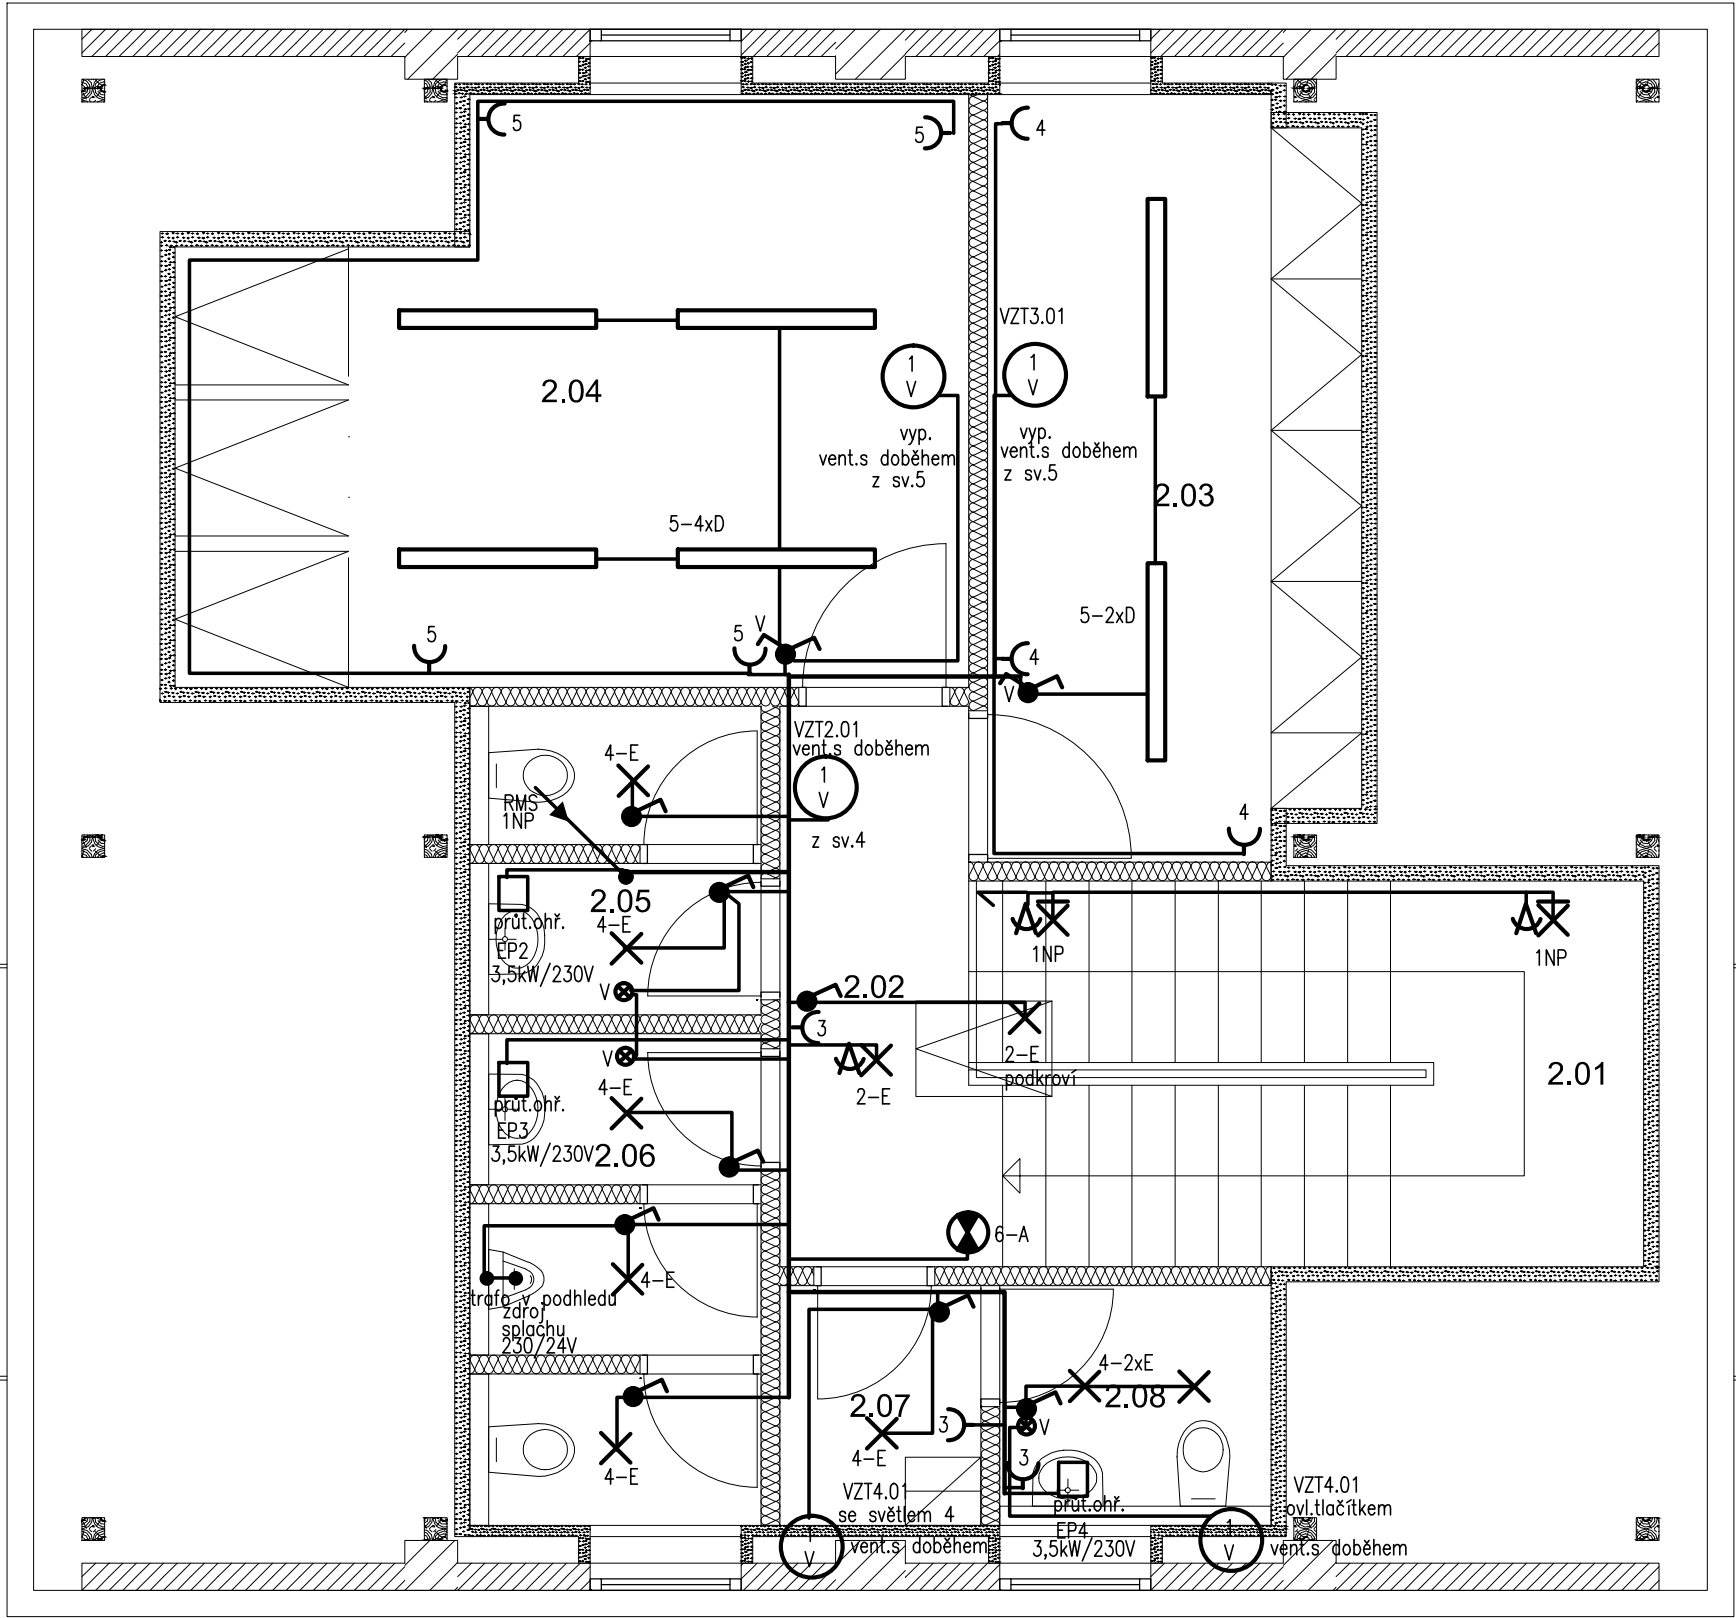 5
5
4
VZT3.01
1
V
1
V
2.04
vyp.
vent.s doběhem
z sv.5
vyp.
vent.s doběhem
z sv.5
2.03
5-4xD
5-2xD
5
5
V
4
V
VZT2.01
vent.s doběhem
1
V
z sv.4
4-E
RMS
1NP
4
2.05
4-E
průt.ohř.
EP2
3,5kW/230V
V
1NP
1NP
2.02
3
2-E
2-E
podkroví
2.01
V
4-E
průt.ohř.
EP3
3,5kW/230V
2.06
6-A
4-E
trafo v podhledu
zdroj
splachu
230/24V
4-E
2.07
4-E
3
4-2xE
2.08
V
3
VZT4.01
se světlem 4
vent.s doběhem
1
V
průt.ohř.
EP4
3,5kW/230V
VZT4.01
ovl.tlačítkem
vent.s doběhem
1
V